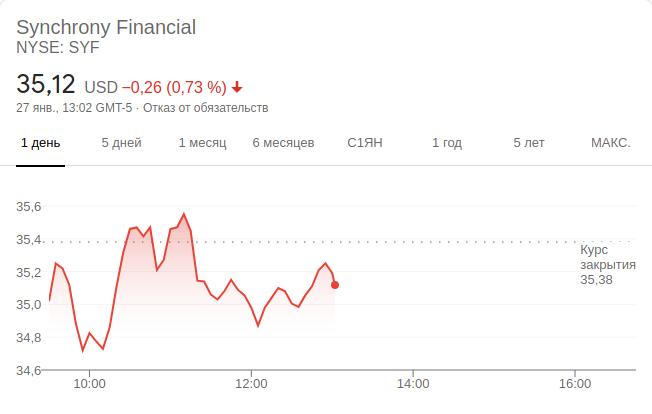 Synchrony Financial
NYSE: SYF
35,12 USD −0,26 (0,73 %)
27 янв., 13:02 GMT-5 · Отказ от обязательств
1 день 5 дней 1 месяц 6 месяцев С1ЯН 1 год 5 лет МАКС.
35,6
35,4
35,2
35,0
34,8
34,6
Курс
закрытия
35,38
10:00 12:00 14:00 16:00